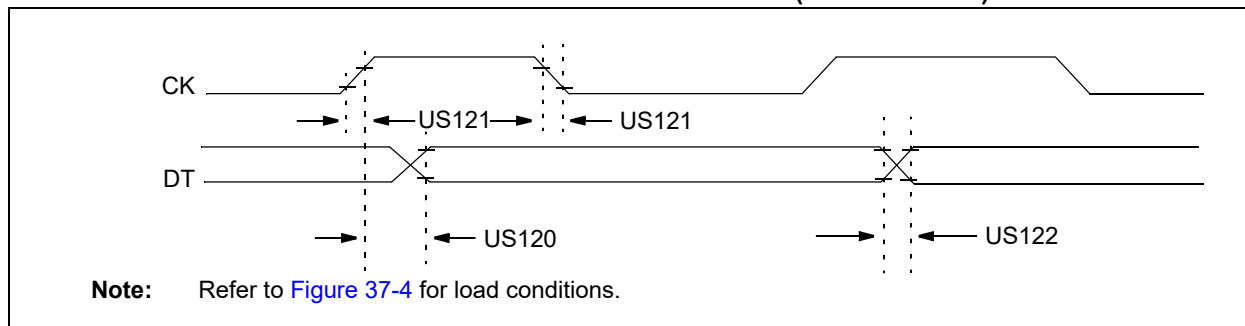 CK
US121
US121
DT
US120
US122
Note: Refer to Figure 37-4 for load conditions.